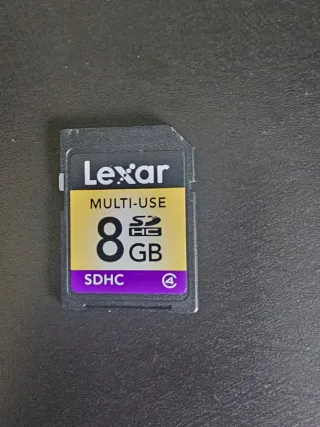 Lexar
MULTI-USE
8 GB
SD
HC
SDHC 4